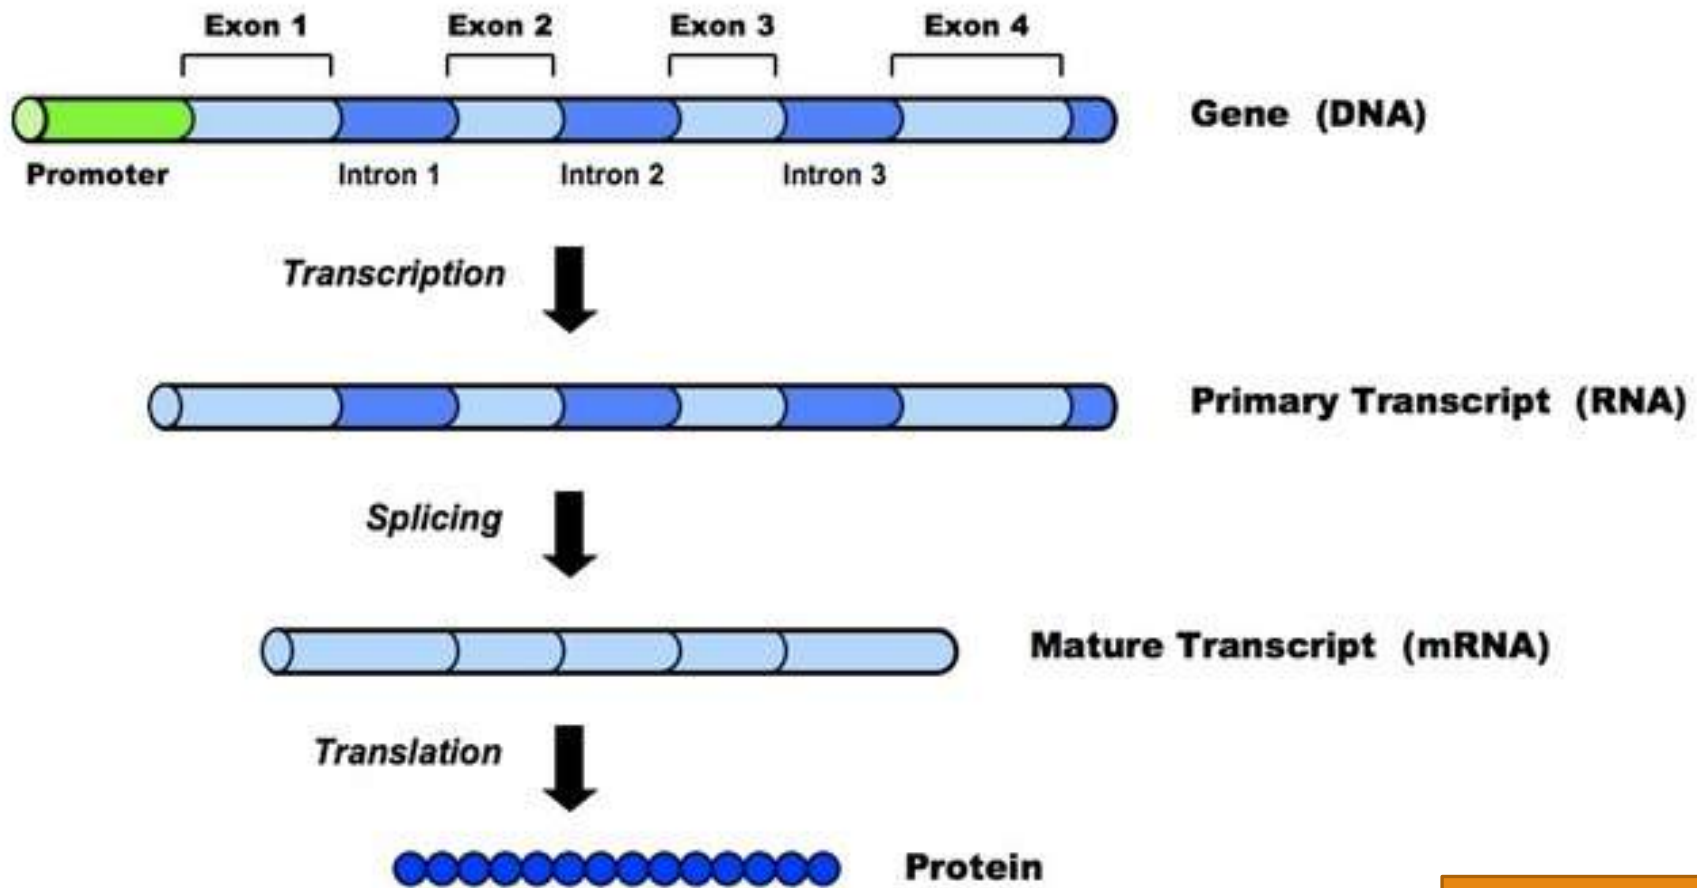 Exon 1 Exon 2 Exon 3 Exon 4
Gene (DNA)
Promoter Intron 1 Intron 2 Intron 3
Transcription
Primary Transcript (RNA)
Splicing
Mature Transcript (mRNA)
Translation
Protein